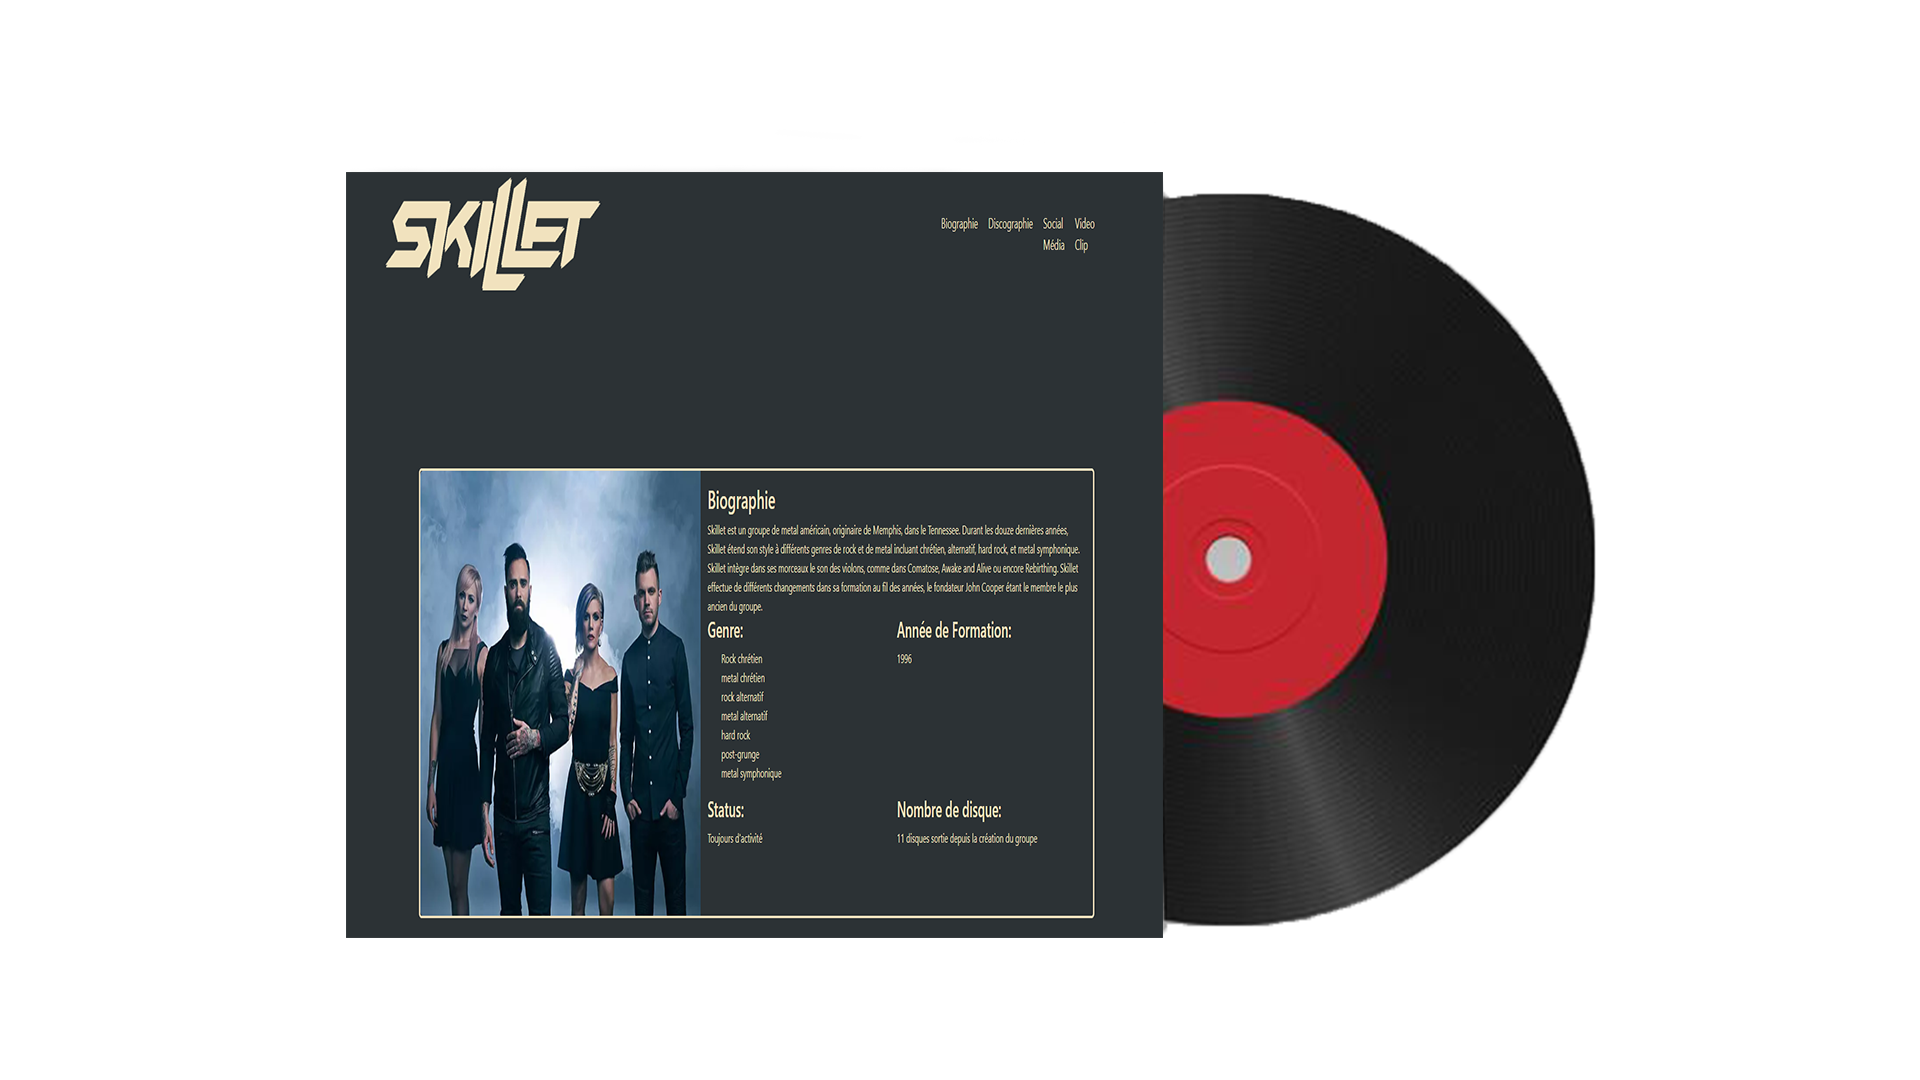 SKILLET
Biographie Discographie Social Video
Média Clip
Biographie
Skillet est un groupe de metal américain, originaire de Memphis, dans le Tennessee. Durant les douze dernières années,
Skillet étend son style à différents genres de rock et de metal incluant chrétien, alternatif, hard rock, et metal symphonique.
Skillet intègre dans ses morceaux le son des violons, comme dans Comatose, Awake and Alive ou encore Rebirthing. Skillet
effectue de différents changements dans sa formation au fil des années, le fondateur John Cooper étant le membre le plus
ancien du groupe.
Genre:
Rock chrétien
metal chrétien
rock alternatif
metal alternatif
hard rock
post-grunge
metal symphonique
Année de Formation:
1996
Status:
Toujours d'activité
Nombre de disque:
11 disques sortie depuis la création du groupe